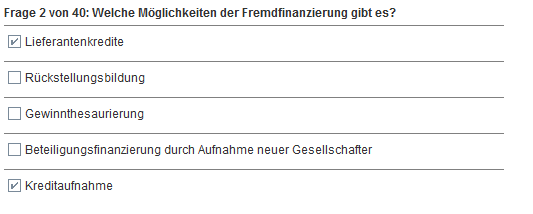 Frage 2 von 40: Welche Möglichkeiten der Fremdfinanzierung gibt es?
Lieferantenkredite
Rückstellungsbildung
Gewinnthesaurierung
Beteiligungsfinanzierung durch Aufnahme neuer Gesellschafter
Kreditaufnahme